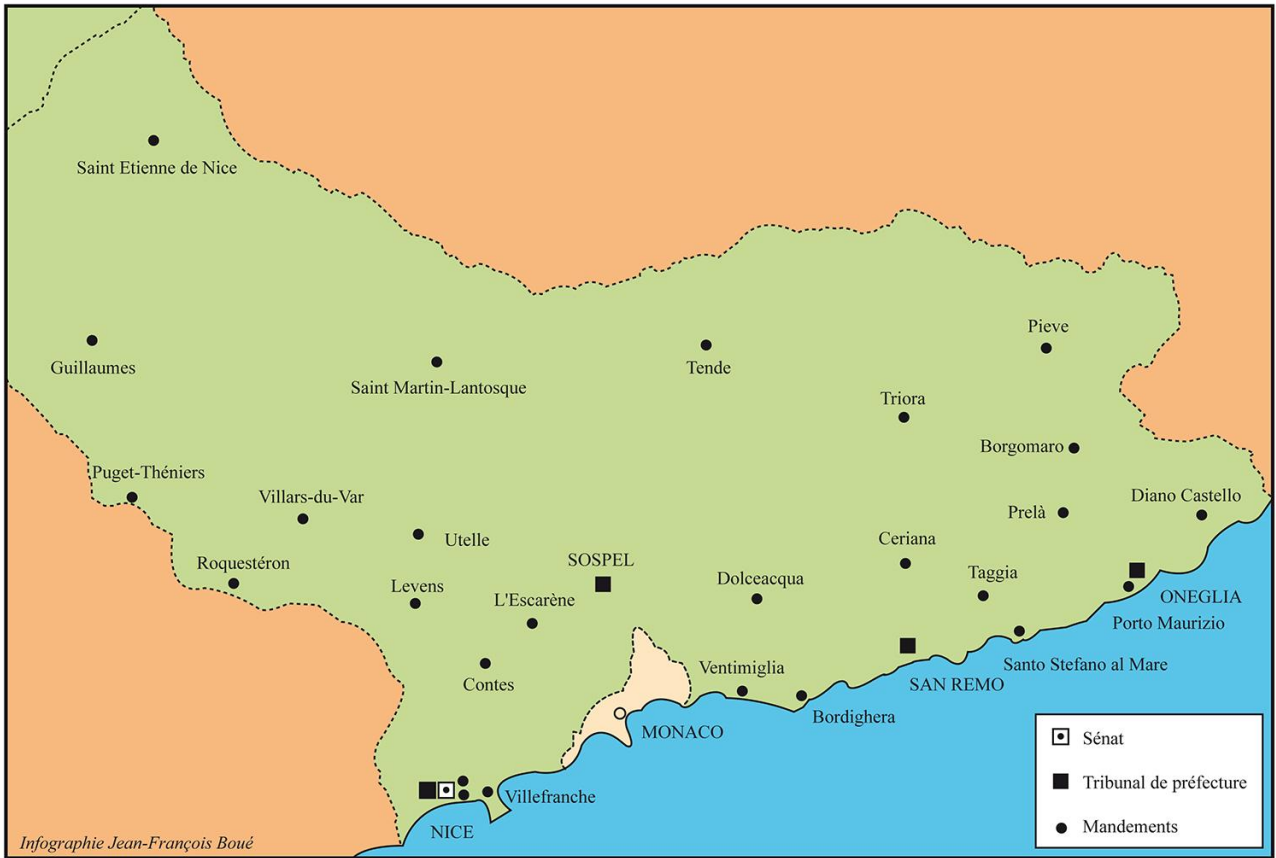 Saint Etienne de Nice
Pieve
Guillaumes
Tende
Saint Martin-Lantosque
Triora
Borgomaro
Puget-Théniers
Villars-du-Var
Diano Castello
Prelà
Utelle
Ceriana
SOSPEL
Roquestéron
Taggia
Dolceacqua
Levens
L'Escarène
ONEGLIA
Porto Maurizio
Santo Stefano al Mare
Ventimiglia
Contes
SAN REMO
Bordighera
MONACO
Sénat
Tribunal de préfecture
Mandements
Villefranche
NICE
Infographie Jean-François Boué